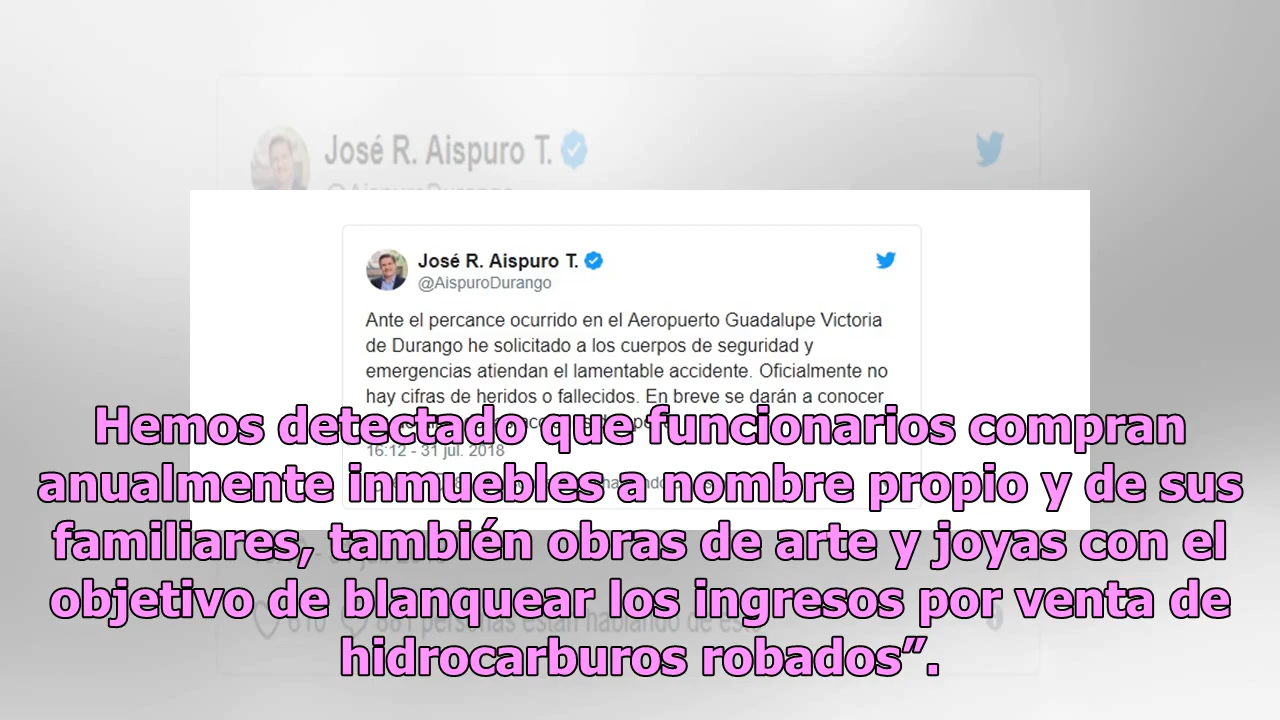 José R. Aispuro T.
José R. Aispuro T.
@AispuroDurango
Ante el percance ocurrido en el Aeropuerto Guadalupe Victoria
de Durango he solicitado a los cuerpos de seguridad y
emergencias atiendan el lamentable accidente. Oficialmente no
hay cifras de heridos o fallecidos. En breve se darán a conocer
16:12 - 31 jul. 2018
Hemos detectado que funcionarios compran
anualmente inmuebles a nombre propio y de sus
familiares, también obras de arte y joyas con el
objetivo de blanquear los ingresos por venta de
hidrocarburos robados”.